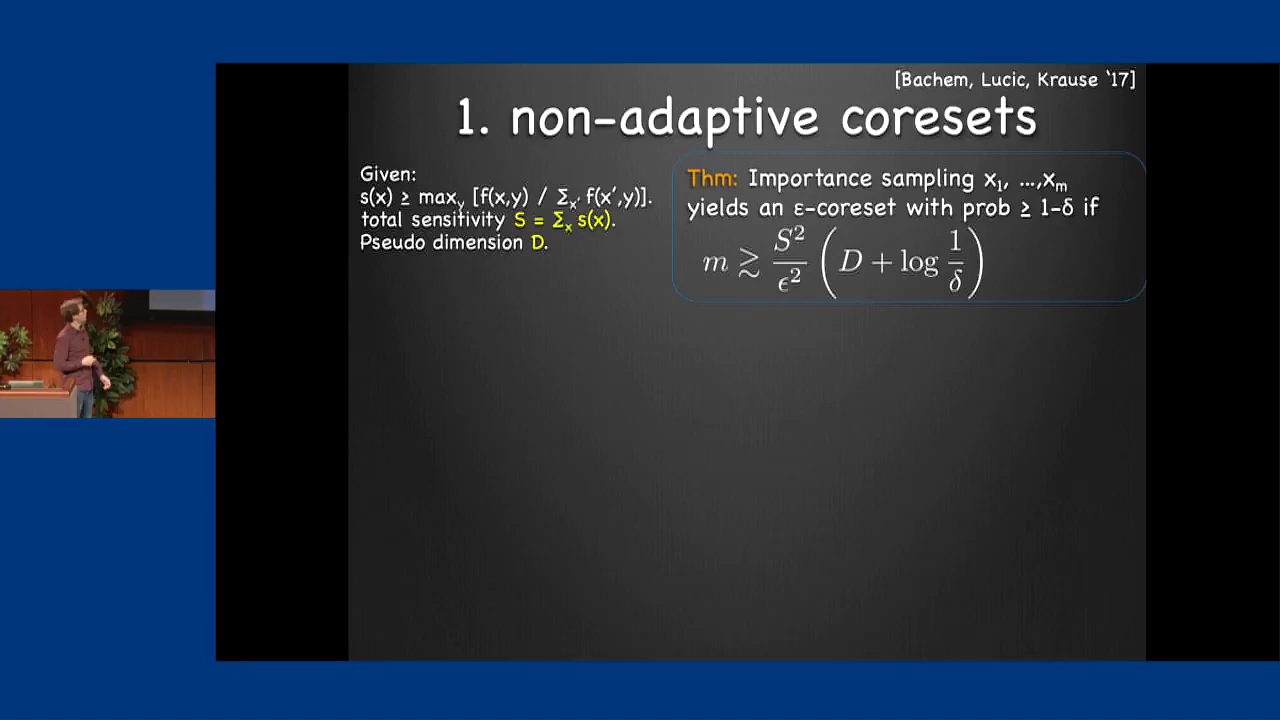 [Bachem, Lucic, Krause ‘17]
1. non-adaptive coresets
Given:
s(x) ≥ max_y [f(x,y) / Σ_x' f(x',y)].
total sensitivity S = Σ_x s(x).
Pseudo dimension D.
Thm: Importance sampling x_1, ...,x_m
yields an ε-coreset with prob ≥ 1-δ if
m ≳ S²/ϵ² (D + log 1/δ)